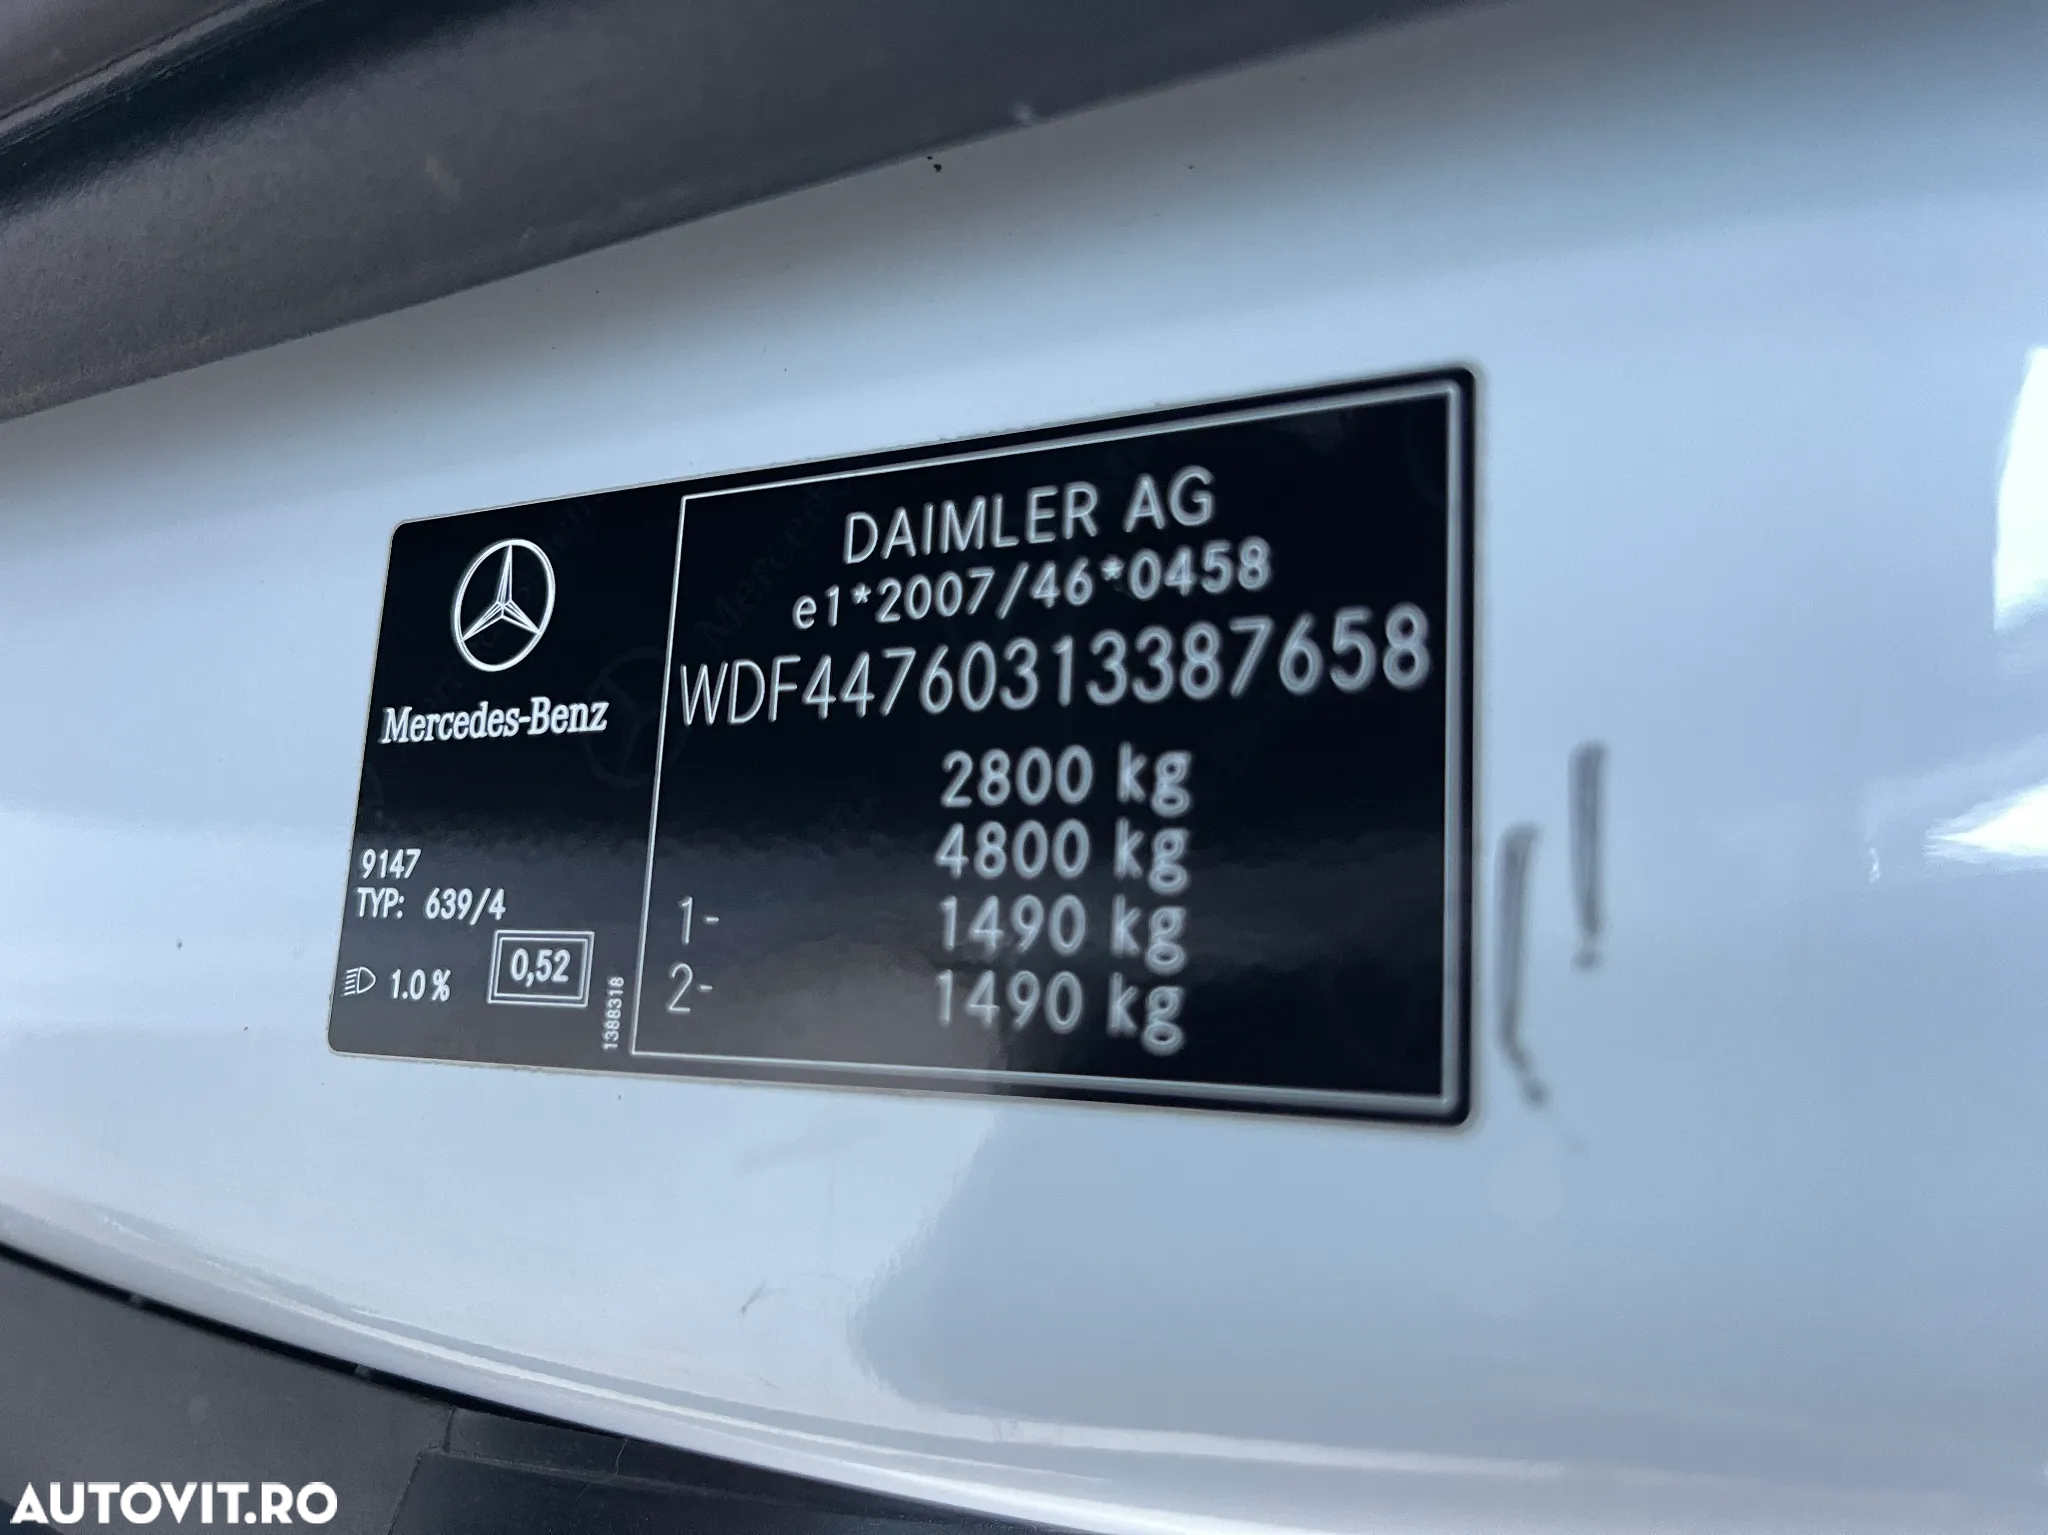 DAIMLER AG
e1*2007/46*0458
WDF44760313387658
2800 kg
4800 kg
1- 1490 kg
2- 1490 kg
Mercedes-Benz
9147
TYP: 639/4
1.0 %
0,52
1388318
AUTOVIT.RO